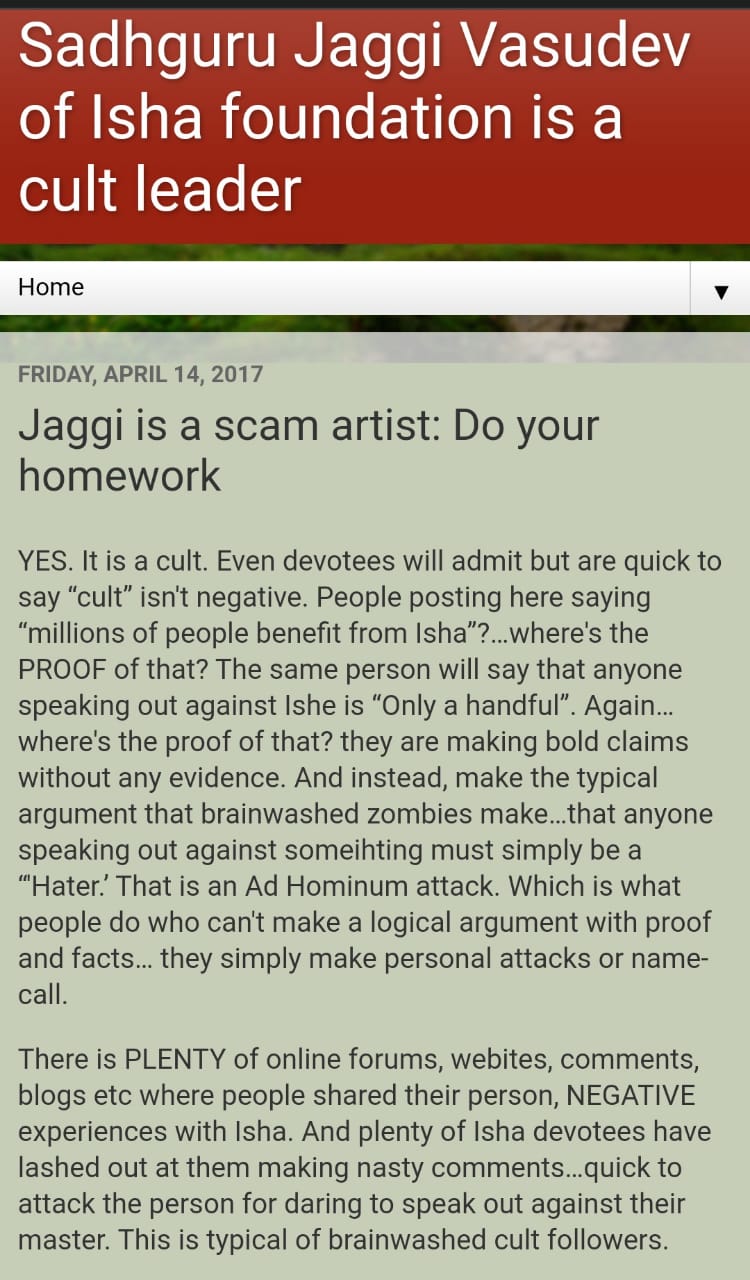 Sadhguru Jaggi Vasudev
of Isha foundation is a
cult leader
Home
▼
FRIDAY, APRIL 14, 2017
Jaggi is a scam artist: Do your
homework
YES. It is a cult. Even devotees will admit but are quick to
say “cult” isn't negative. People posting here saying
“millions of people benefit from Isha”?…where's the
PROOF of that? The same person will say that anyone
speaking out against Ishe is “Only a handful”. Again…
where's the proof of that? they are making bold claims
without any evidence. And instead, make the typical
argument that brainwashed zombies make…that anyone
speaking out against someihting must simply be a
“'Hater.’ That is an Ad Hominum attack. Which is what
people do who can't make a logical argument with proof
and facts… they simply make personal attacks or name-
call.
There is PLENTY of online forums, webites, comments,
blogs etc where people shared their person, NEGATIVE
experiences with Isha. And plenty of Isha devotees have
lashed out at them making nasty comments…quick to
attack the person for daring to speak out against their
master. This is typical of brainwashed cult followers.